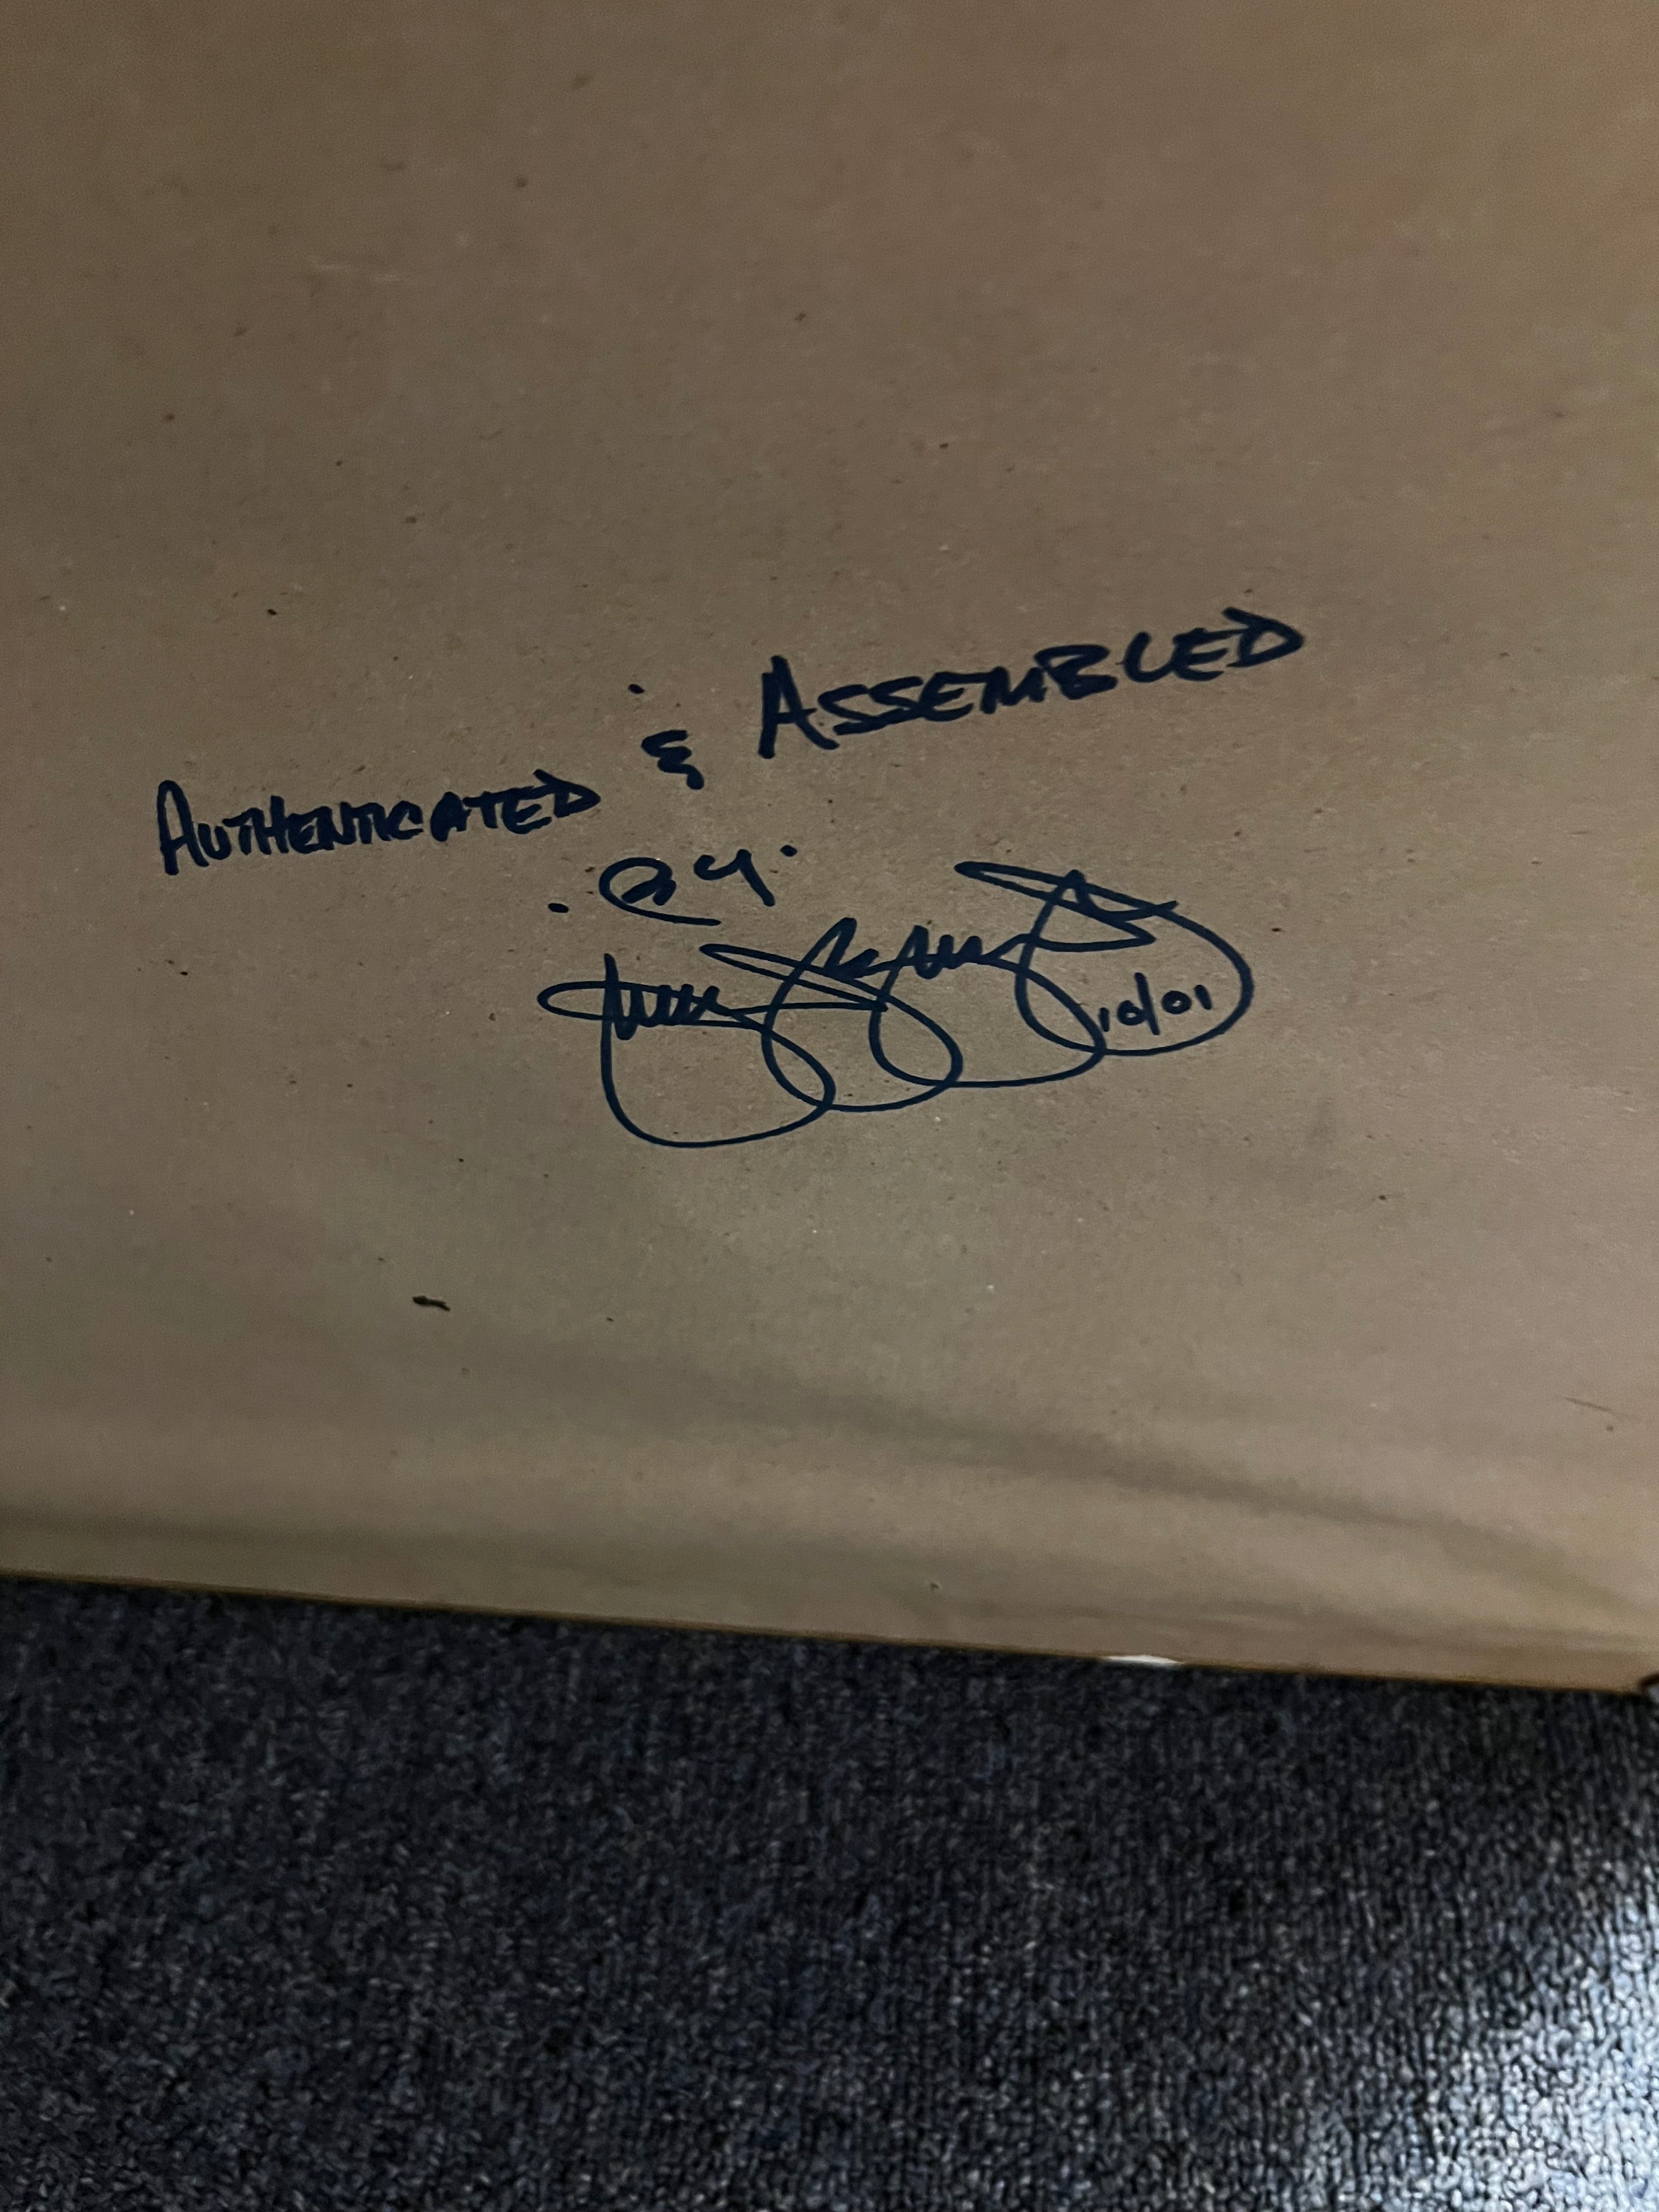 AUTHENTICATED & ASSEMBLED
. BY .
10/01